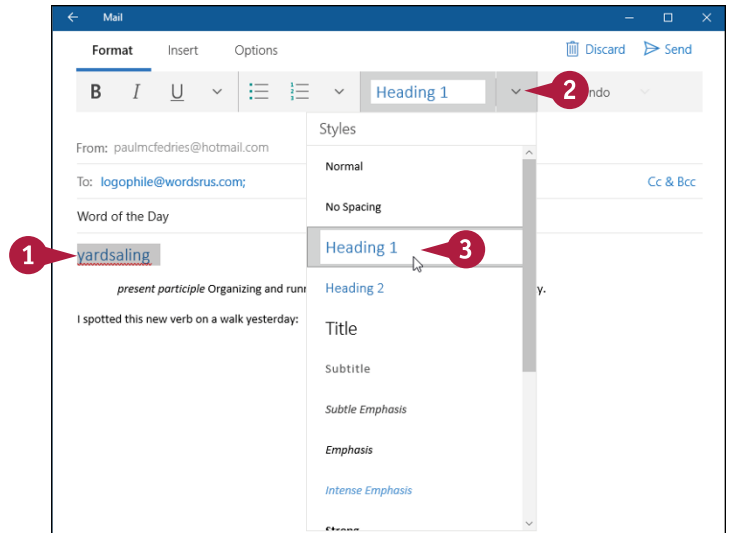 Mail
Format Insert Options Discard Send
B I U Heading 1 2 ndo
Styles
From: paulmcfedries@hotmail.com
Normal
To: logophile@wordsrus.com; Cc & Bcc
No Spacing
Word of the Day
1 yardsaling
Heading 1 3
present participle Organizing and runn
Heading 2
y.
I spotted this new verb on a walk yesterday:
Title
Subtitle
Subtle Emphasis
Emphasis
Intense Emphasis
Strong